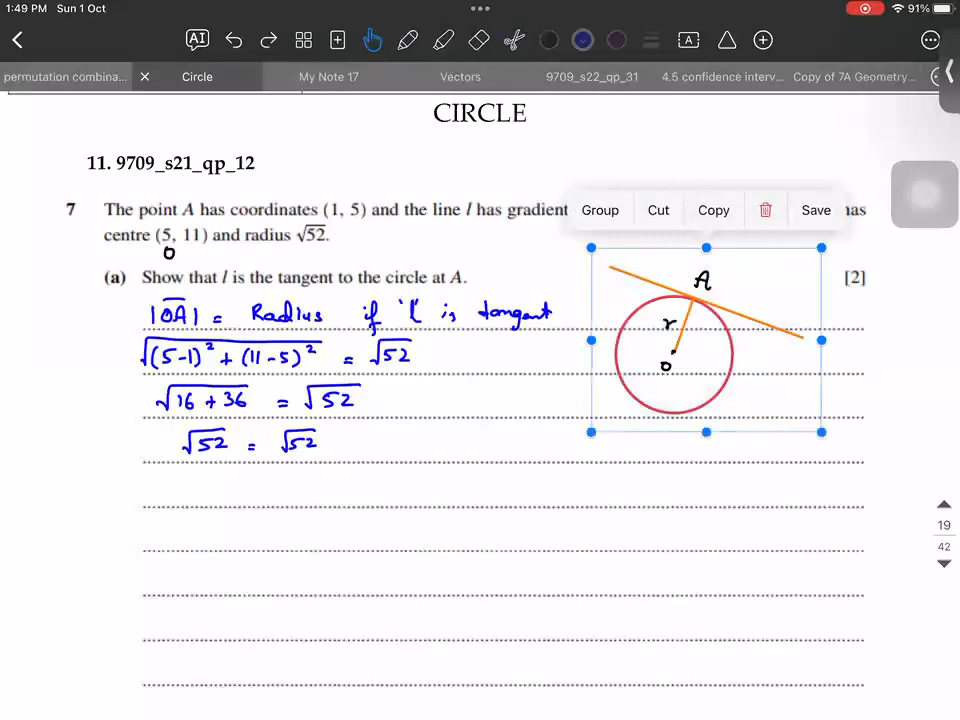 1:49 PM Sun 1 Oct
91%
AI
A
permutation combina...
Circle
My Note 17
Vectors
9709_s22_qp_31
4.5 confidence interv...
Copy of 7A Geometry...
CIRCLE
11. 9709_s21_qp_12
7 The point A has coordinates (1, 5) and the line l has gradient
has
Group Cut Copy Save
centre (5, 11) and radius √52.
O
(a) Show that l is the tangent to the circle at A. [2]
|OA| = Radius if 'l' is tangent
√(5-1)² + (11-5)² = √52
√16 + 36 = √52
√52 = √52
A
r
O
19
42